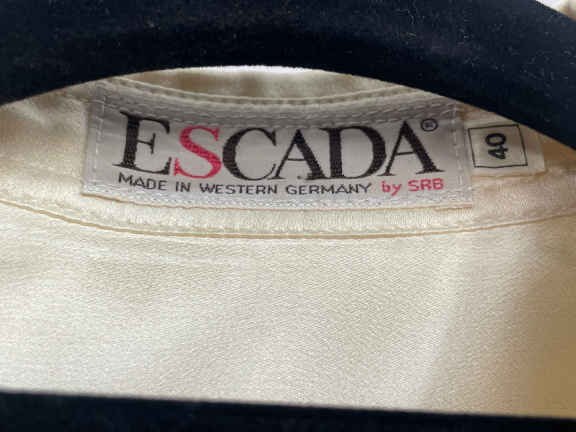 ESCADA®
MADE IN WESTERN GERMANY by SRB
40